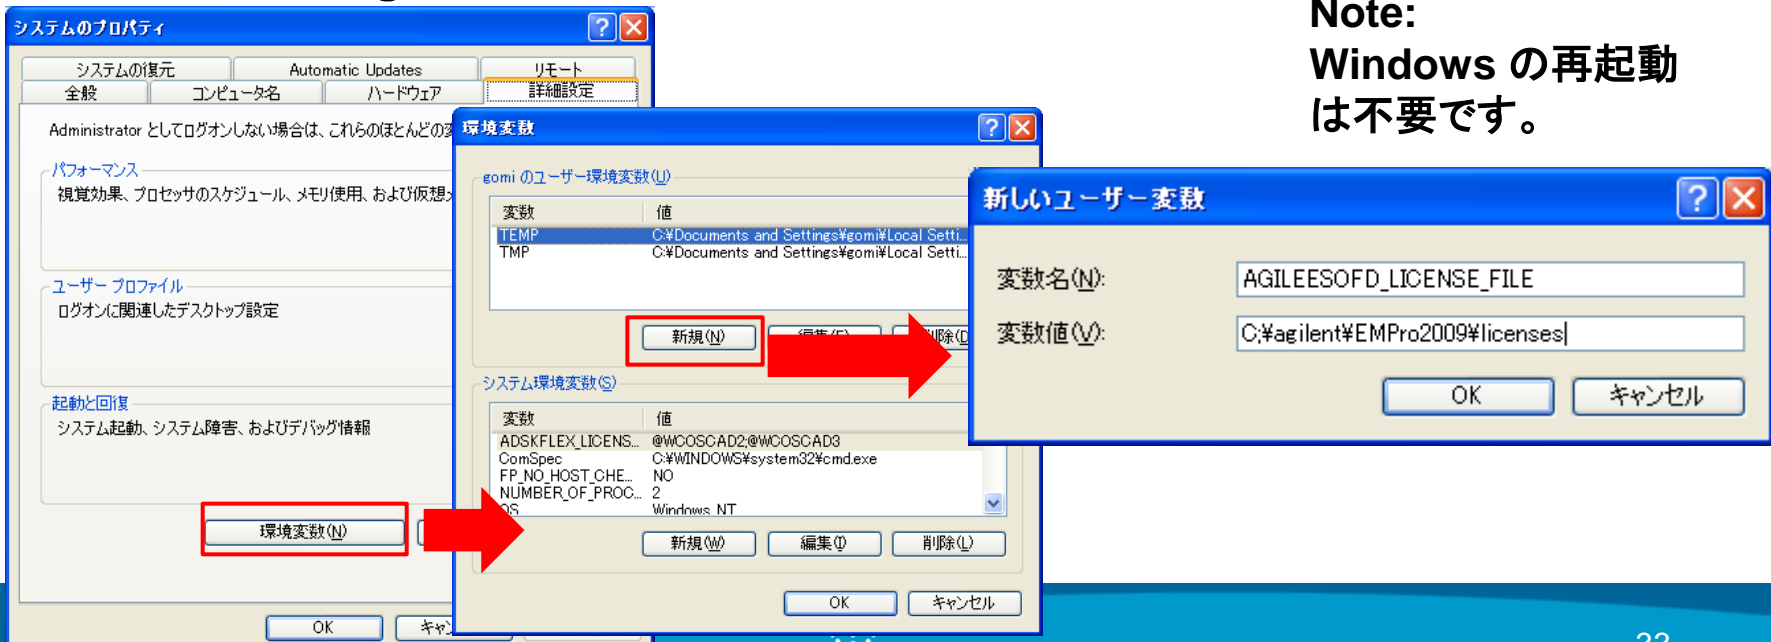 Note:
Windows の再起動
は不要です。
システムのプロパティ
システムの復元 Automatic Updates リモート
全般 コンピュータ名 ハードウェア 詳細設定
Administrator としてログオンしない場合は、これらのほとんどの変
パフォーマンス
視覚効果、プロセッサのスケジュール、メモリ使用、および仮想メ
ユーザー プロファイル
ログオンに関連したデスクトップ設定
起動と回復
システム起動、システム障害、およびデバッグ情報
環境変数(N)
OK キャン
環境変数
gomi のユーザー環境変数(U)
変数 値
TEMP C:¥Documents and Settings¥gomi¥Local Setti...
TMP C:¥Documents and Settings¥gomi¥Local Setti...
新規(N) 編集(E) 削除(D
システム環境変数(S)
変数 値
ADSKFLEX_LICENS... @WCOSCAD2;@WCOSCAD3
ComSpec C:¥WINDOWS¥system32¥cmd.exe
FP_NO_HOST_CHE... NO
NUMBER_OF_PROC... 2
OS Windows_NT
新規(W) 編集(I) 削除(L)
OK キャンセル
新しいユーザー変数
変数名(N): AGILEESOFD_LICENSE_FILE
変数値(V): C;¥agilent¥EMPro2009¥licenses
OK キャンセル